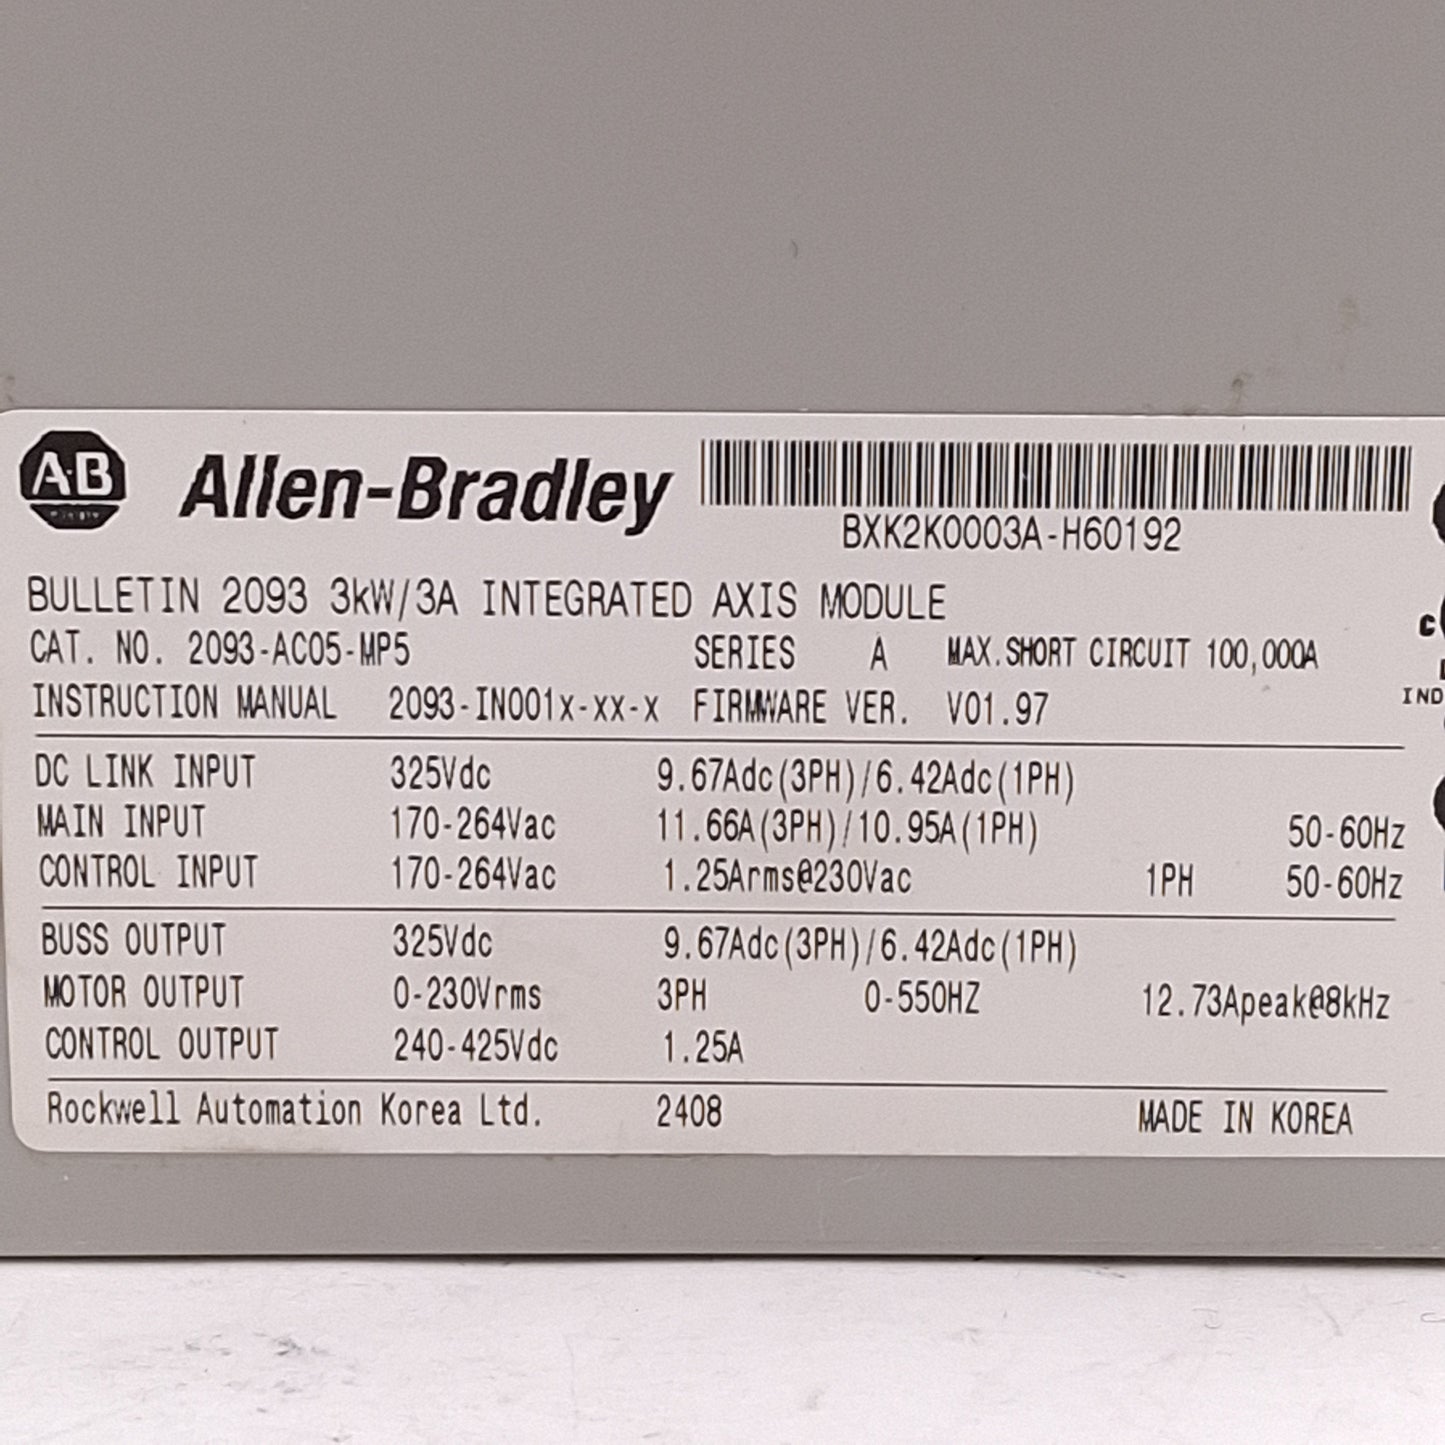 A·B
Allen-Bradley
BXK2K0003A-H60192
BULLETIN 2093 3kW/3A INTEGRATED AXIS MODULE
CAT. NO. 2093-AC05-MP5 SERIES A MAX.SHORT CIRCUIT 100,000A
INSTRUCTION MANUAL 2093-IN001x-xx-x FIRMWARE VER. V01.97
C
IND
DC LINK INPUT 325Vdc 9.67Adc(3PH)/6.42Adc(1PH)
MAIN INPUT 170-264Vac 11.66A(3PH)/10.95A(1PH) 50-60Hz
CONTROL INPUT 170-264Vac 1.25Arms@230Vac 1PH 50-60Hz
BUSS OUTPUT 325Vdc 9.67Adc(3PH)/6.42Adc(1PH)
MOTOR OUTPUT 0-230Vrms 3PH 0-550HZ 12.73Apeak@8kHz
CONTROL OUTPUT 240-425Vdc 1.25A
Rockwell Automation Korea Ltd. 2408 MADE IN KOREA